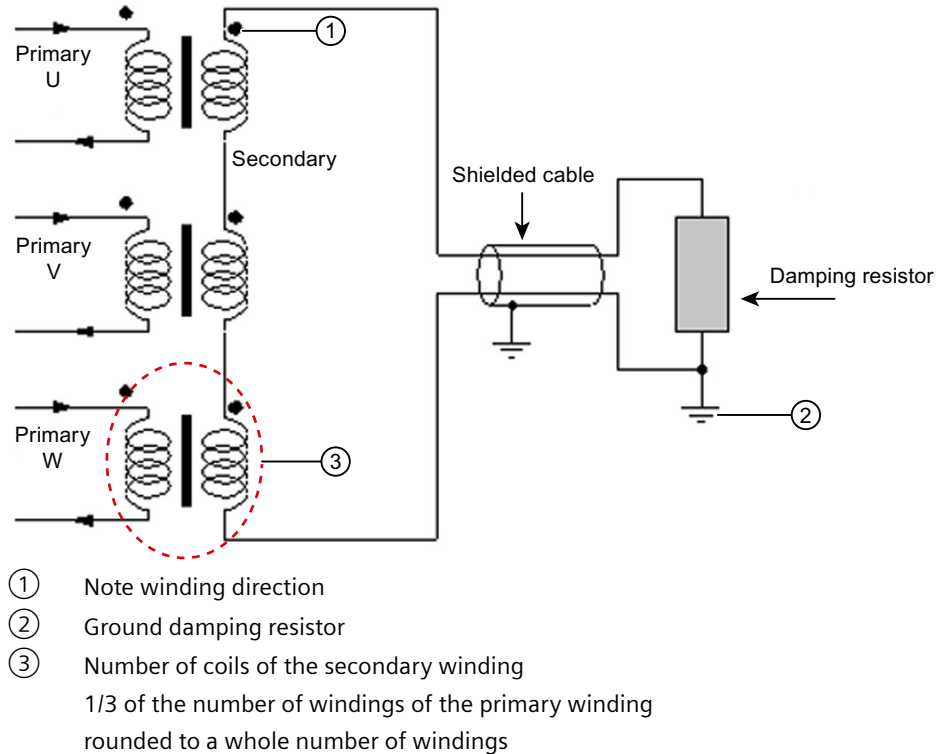 Primary
U
①
Secondary
Shielded cable
Primary
V
Damping resistor
Primary
W
②
③
① Note winding direction
② Ground damping resistor
③ Number of coils of the secondary winding
1/3 of the number of windings of the primary winding
rounded to a whole number of windings